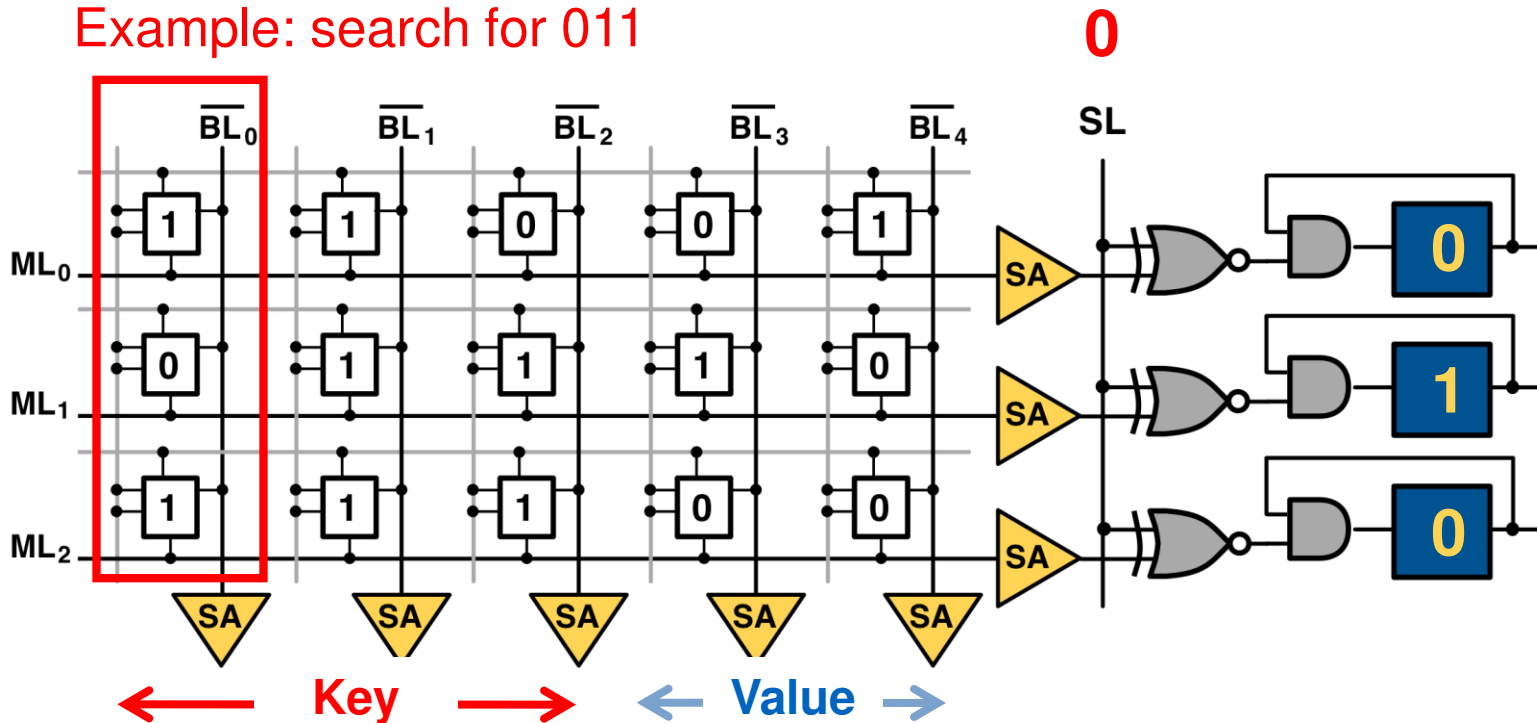 Example: search for 011 0
BL0 BL1 BL2 BL3 BL4 SL
1 1 0 0 1 0
ML0 SA
0 1 1 1 0 1
ML1 SA
1 1 1 0 0 0
ML2 SA
SA SA SA SA SA
Key Value